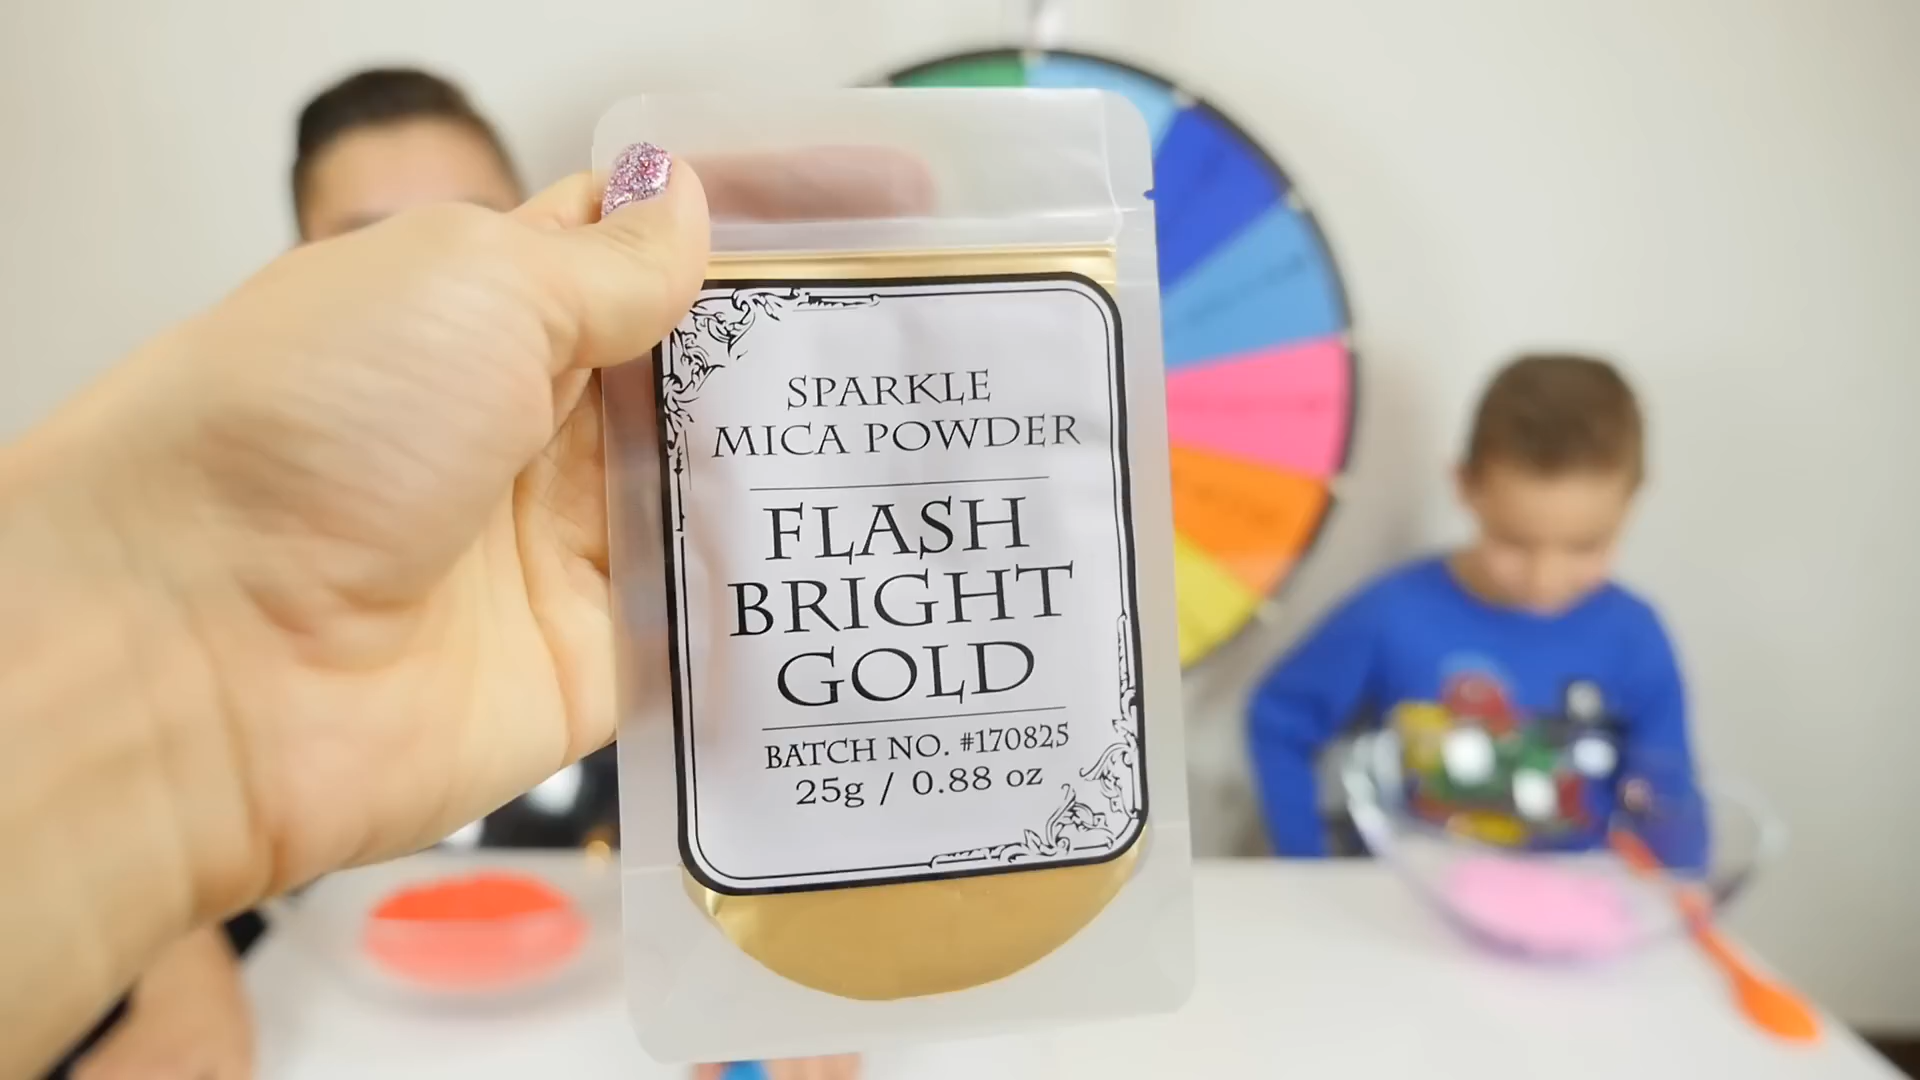 SPARKLE
MICA POWDER
FLASH
BRIGHT
GOLD
BATCH NO. #170825
25g / 0.88 oz